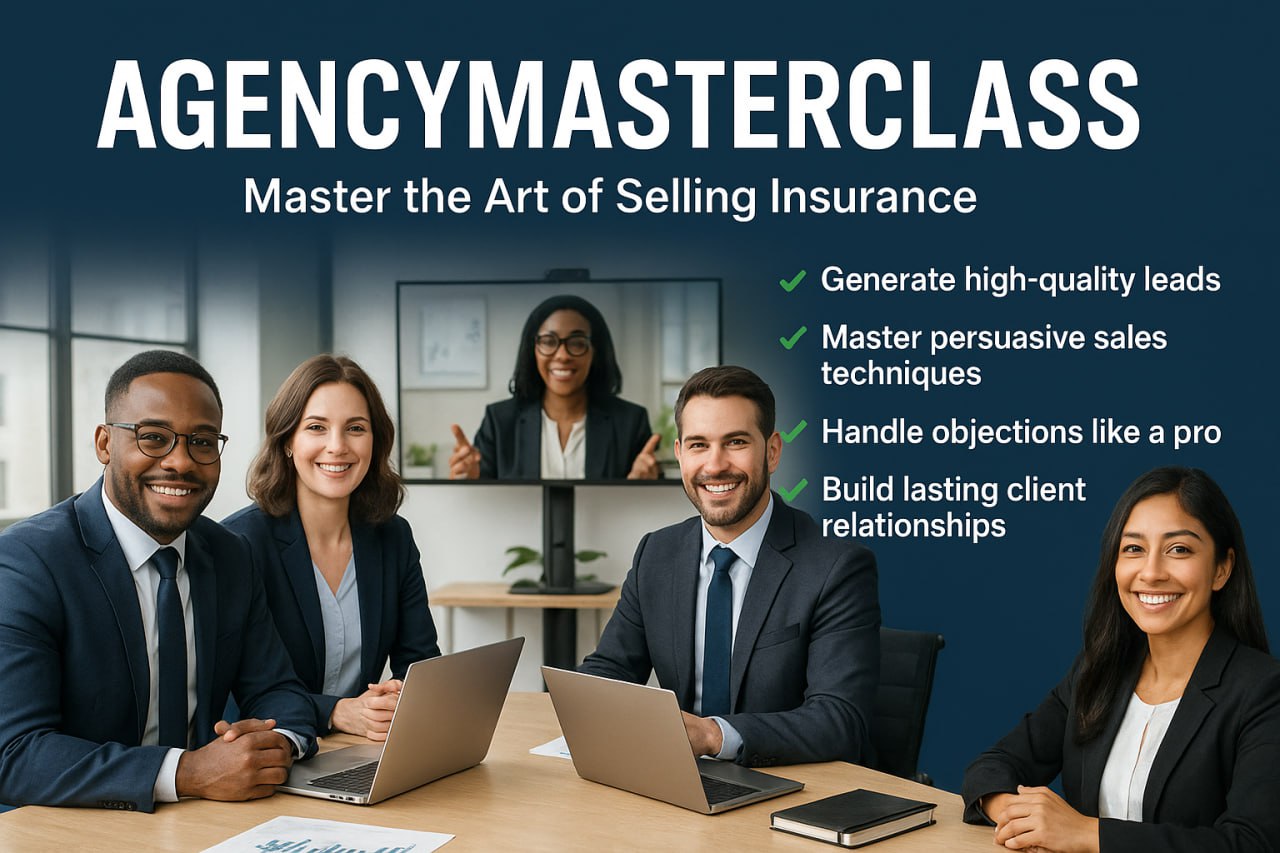 AGENCYMASTERCLASS
Master the Art of Selling Insurance
Generate high-quality leads
Master persuasive sales
techniques
Handle objections like a pro
Build lasting client
relationships